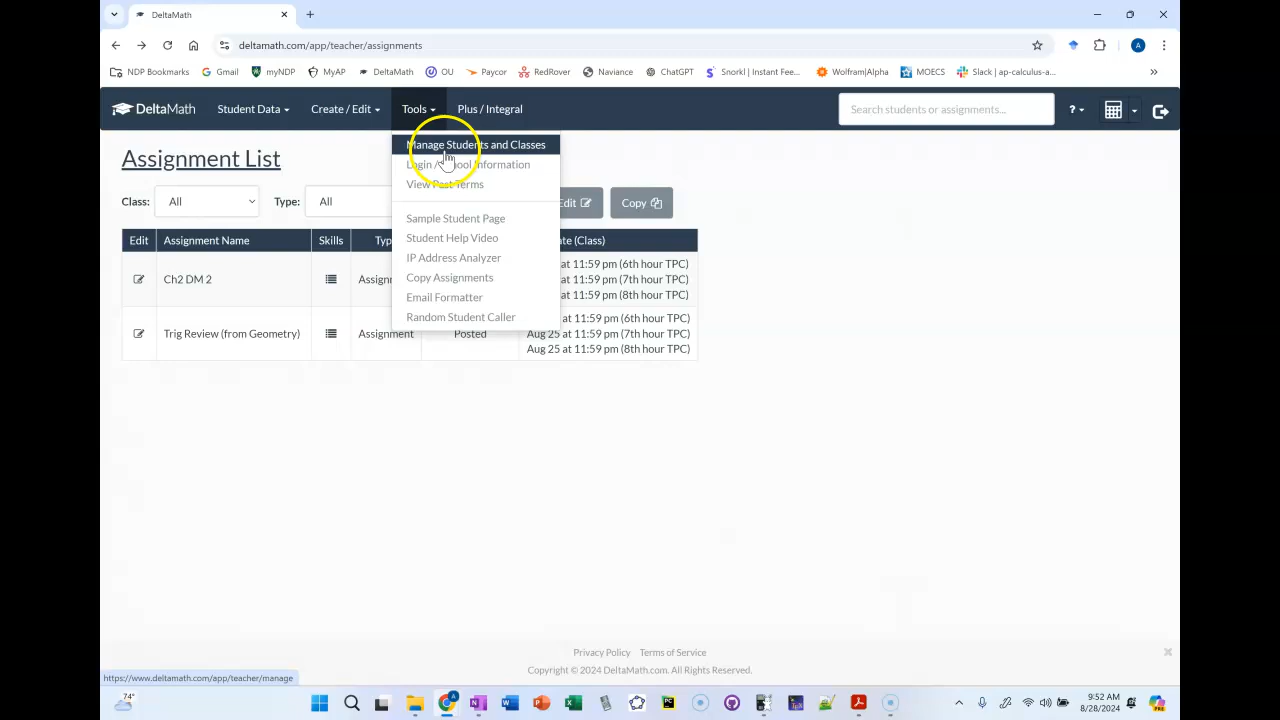 DeltaMath
deltamath.com/app/teacher/assignments
A
NDP Bookmarks
Gmail
myNDP
MyAP
DeltaMath
OU
Paycor
RedRover
Naviance
ChatGPT
Snorkl | Instant Fee...
Wolfram|Alpha
MOECS
Slack | ap-calculus-a...
»
DeltaMath
Student Data
Create / Edit
Tools
Plus / Integral
Search students or assignments...
?
Manage Students and Classes
Login / School Information
View Past Terms
Sample Student Page
Student Help Video
IP Address Analyzer
Copy Assignments
Email Formatter
Random Student Caller
Assignment List
Class:
All
Type:
All
Edit
Copy
Edit
Assignment Name
Skills
(Class)
Ch2 DM 2
at 11:59 pm (6th hour TPC)
at 11:59 pm (7th hour TPC)
at 11:59 pm (8th hour TPC)
Trig Review (from Geometry)
Assignment
Posted
at 11:59 pm (6th hour TPC)
Aug 25 at 11:59 pm (7th hour TPC)
Aug 25 at 11:59 pm (8th hour TPC)
Privacy Policy
Terms of Service
Copyright © 2024 DeltaMath.com. All Rights Reserved.
https://www.deltamath.com/app/teacher/manage
74°
9:52 AM
8/28/2024